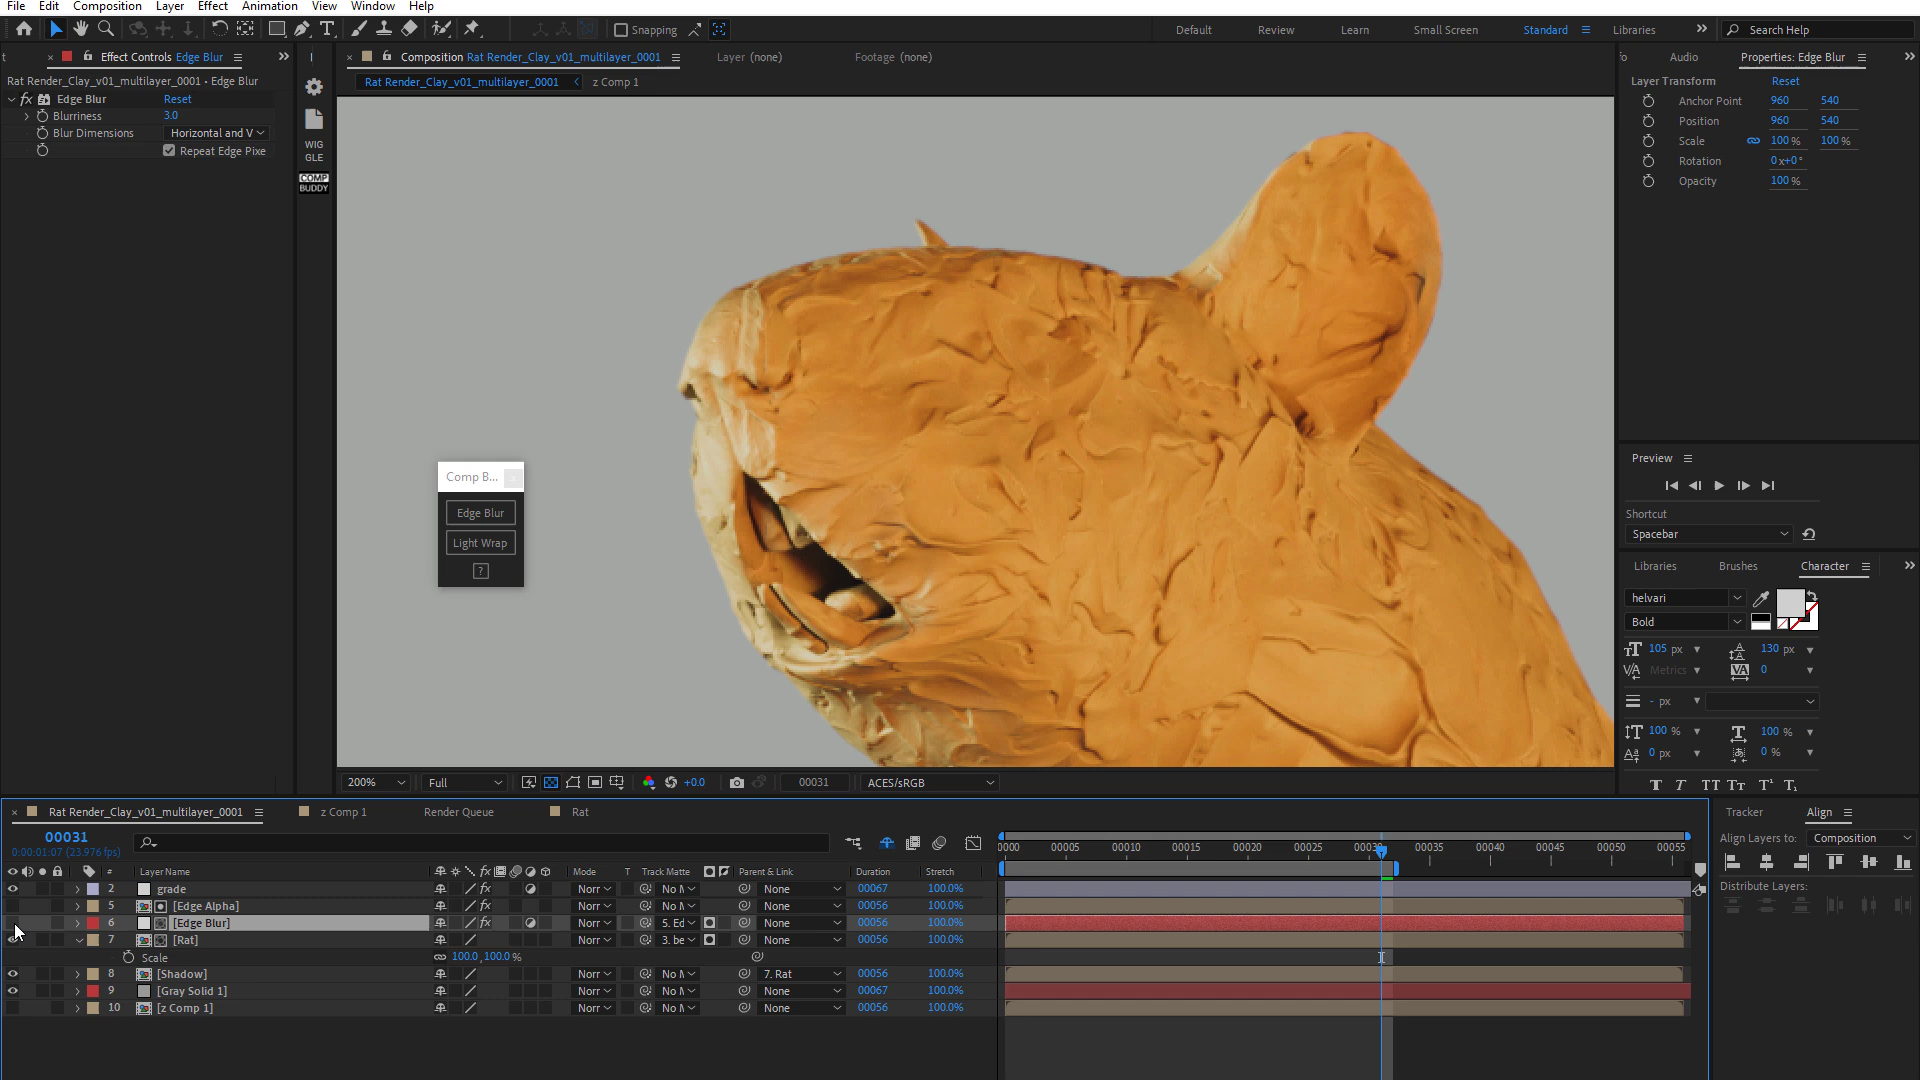 File Edit Composition Layer Effect Animation View Window Help
Snapping
Default Review Learn Small Screen Standard Libraries Search Help
Effect Controls Edge Blur
Rat Render_Clay_v01_multilayer_0001 • Edge Blur
fx Edge Blur Reset
Blurriness 3.0
Blur Dimensions Horizontal and V
Repeat Edge Pixe
WIG
GLE
COMP
BUDDY
Composition Rat Render_Clay_v01_multilayer_0001
Layer (none)
Footage (none)
Rat Render_Clay_v01_multilayer_0001 z Comp 1
Comp B...
Edge Blur
Light Wrap
?
200% Full +0.0 00031 ACES/sRGB
Audio Properties: Edge Blur
Layer Transform Reset
Anchor Point 960 540
Position 960 540
Scale 100 % 100 %
Rotation 0x+0°
Opacity 100 %
Preview
Shortcut
Spacebar
Libraries Brushes Character
helvari
Bold
105 px 130 px
Metrics 0
- px
100 % 100 %
0 px 0 %
Rat Render_Clay_v01_multilayer_0001 z Comp 1 Render Queue Rat
00031
0:00:01:07 (23.976 fps)
0000 00005 00010 00015 00020 00025 00030 00035 00040 00045 00050 00055
# Layer Name Mode T Track Matte Parent & Link Duration Stretch
2 grade Norr No M None 00067 100.0%
5 [Edge Alpha] Norr No M None 00056 100.0%
6 [Edge Blur] Norr 5. Ed None 00056 100.0%
7 [Rat] Norr 3. be None 00056 100.0%
Scale 100.0, 100.0 %
8 [Shadow] Norr No M 7. Rat 00056 100.0%
9 [Gray Solid 1] Norr No M None 00067 100.0%
10 [z Comp 1] Norr No M None 00056 100.0%
Tracker Align
Align Layers to: Composition
Distribute Layers: